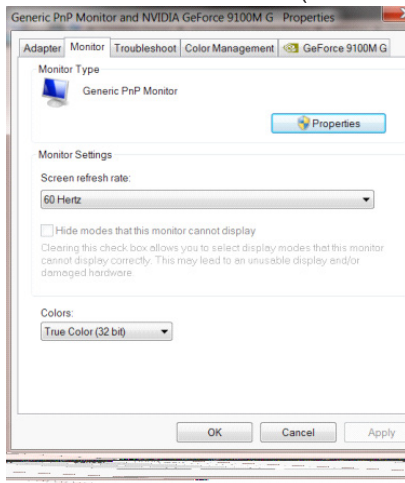 Generic PnP Monitor and NVIDIA GeForce 9100M G Properties
Adapter Monitor Troubleshoot Color Management GeForce 9100M G
Monitor Type
Generic PnP Monitor
Properties
Monitor Settings
Screen refresh rate:
60 Hertz
Hide modes that this monitor cannot display
Clearing this check box allows you to select display modes that this monitor
cannot display correctly. This may lead to an unusable display and/or
damaged hardware.
Colors:
True Color (32 bit)
OK Cancel Apply